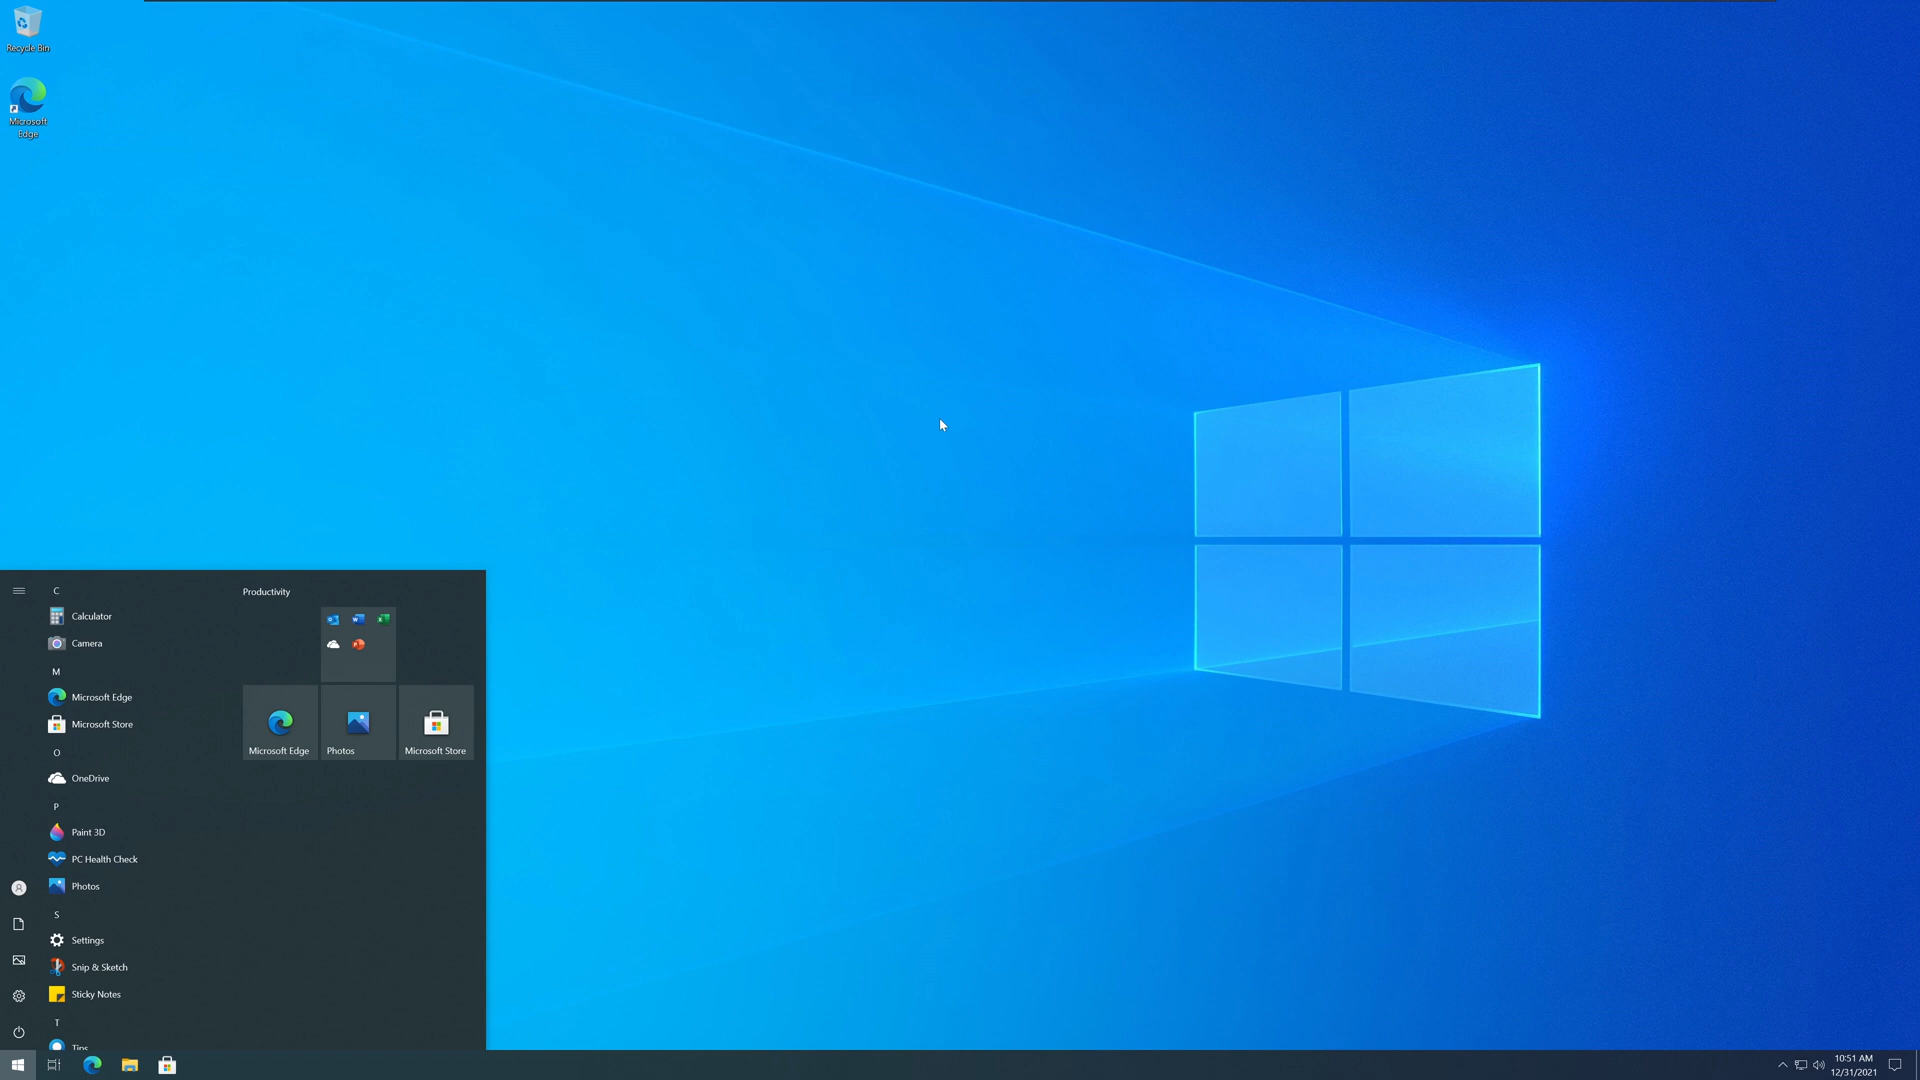 Recycle Bin
Microsoft
Edge
C
Calculator
Camera
M
Microsoft Edge
Microsoft Store
O
OneDrive
P
Paint 3D
PC Health Check
Photos
S
Settings
Snip & Sketch
Sticky Notes
T
Tips
Productivity
Microsoft Edge
Photos
Microsoft Store
10:51 AM
12/31/2021